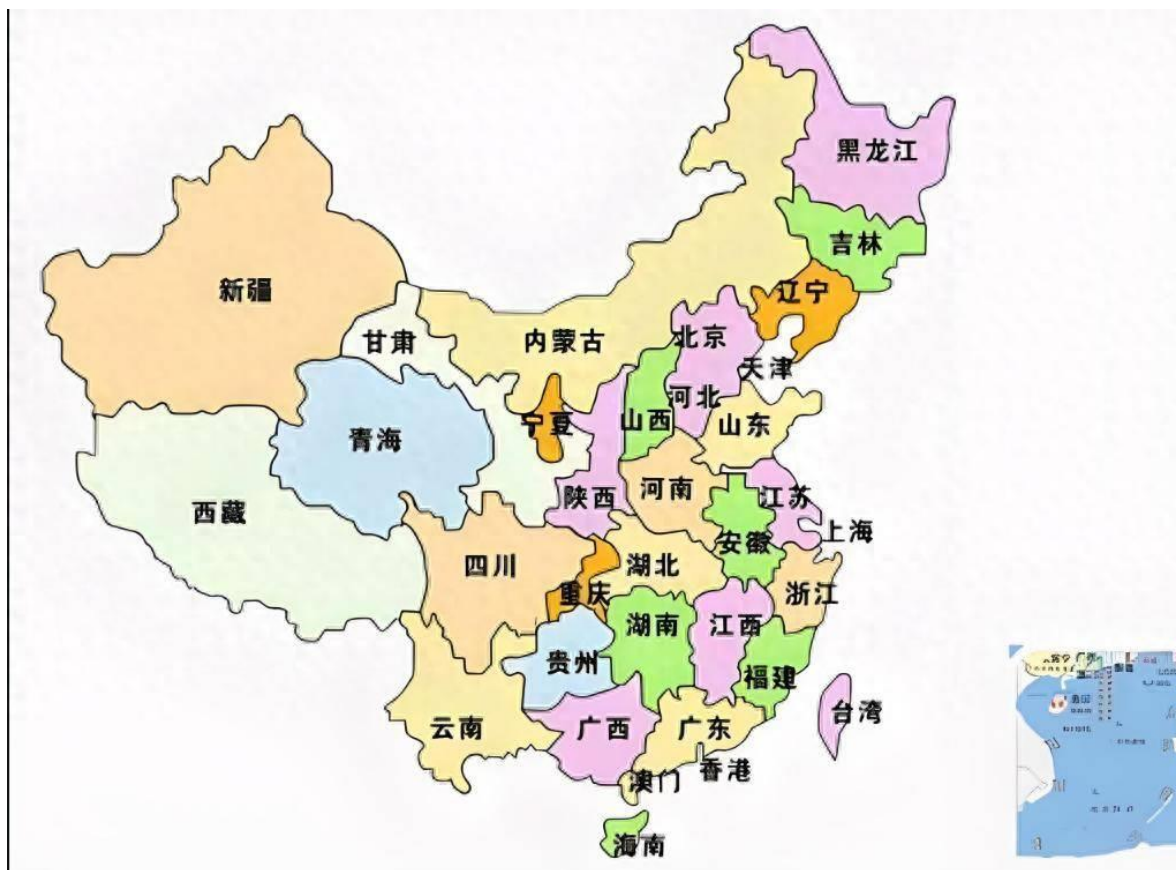 黑龙江
吉林
新疆
辽宁
内蒙古
甘肃
北京
天津
河北
宁夏
山西
山东
青海
陕西
河南
江苏
西藏
上海
安徽
四川
湖北
重庆
浙江
湖南
江西
贵州
福建
云南
广西
广东
台湾
香港
澳门
海南